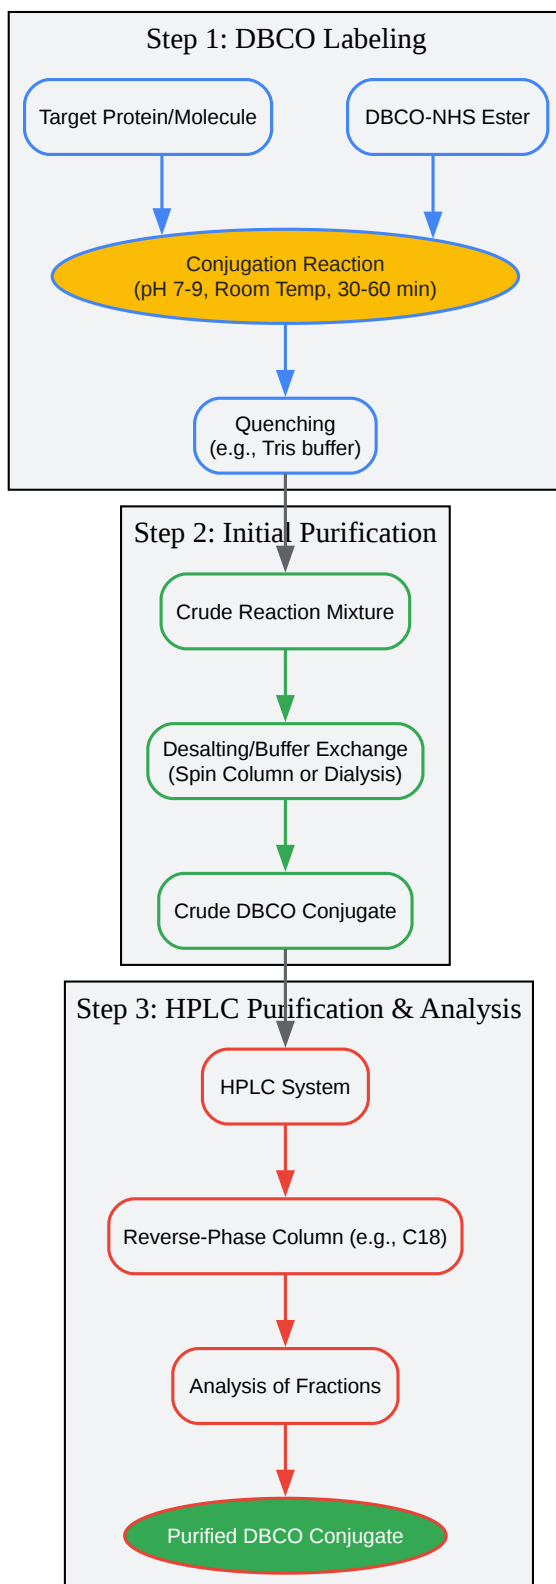 Step 1: DBCO Labeling
Target Protein/Molecule
DBCO-NHS Ester
Conjugation Reaction
(pH 7-9, Room Temp, 30-60 min)
Quenching
(e.g., Tris buffer)
Step 2: Initial Purification
Crude Reaction Mixture
Desalting/Buffer Exchange
(Spin Column or Dialysis)
Crude DBCO Conjugate
Step 3: HPLC Purification & Analysis
HPLC System
Reverse-Phase Column (e.g., C18)
Analysis of Fractions
Purified DBCO Conjugate